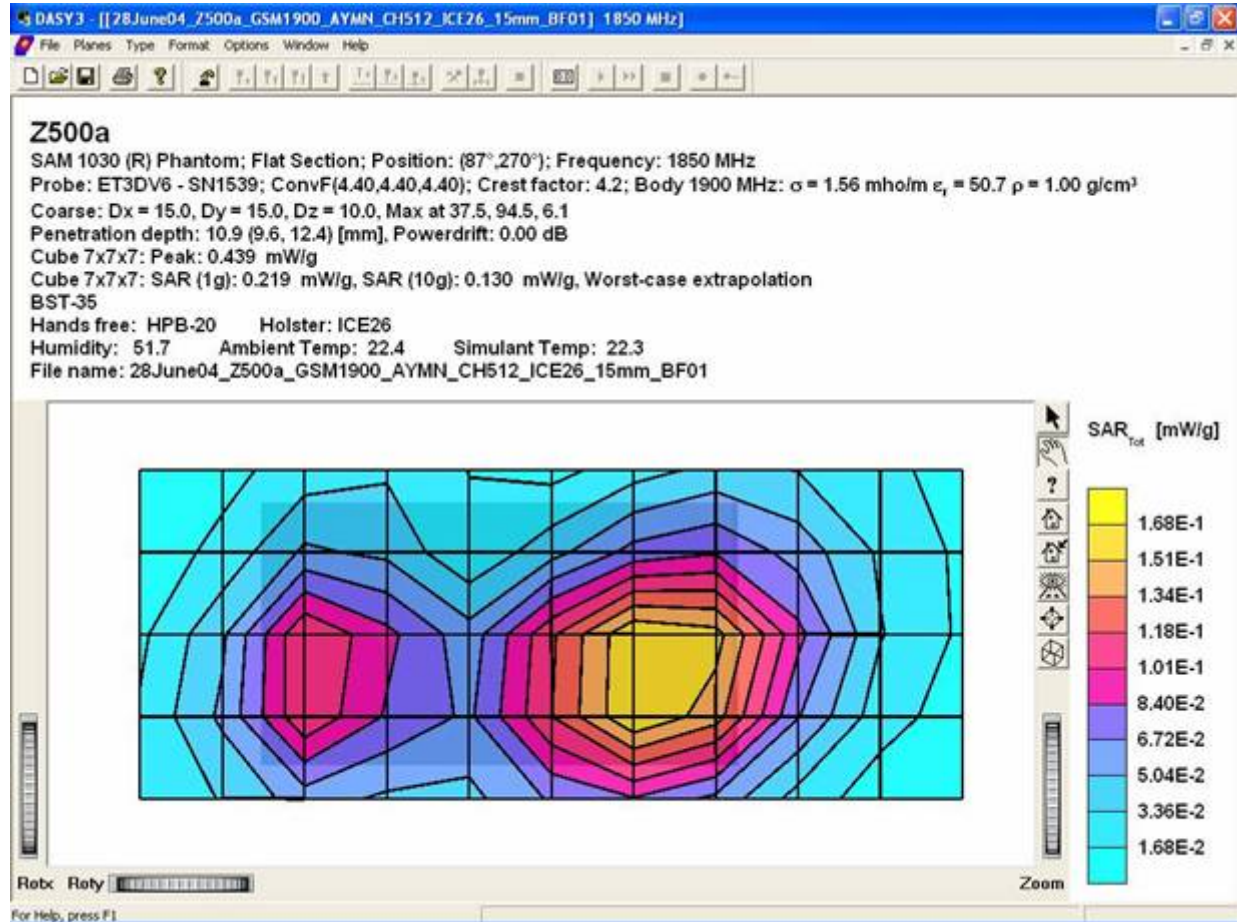 DASY3 - [[28June04_Z500a_GSM1900_AYMN_CH512_ICE26_15mm_BF01] 1850 MHz]
File Planes Type Format Options Window Help
Z500a
SAM 1030 (R) Phantom; Flat Section; Position: (87°,270°); Frequency: 1850 MHz
Probe: ET3DV6 - SN1539; ConvF(4.40,4.40,4.40); Crest factor: 4.2; Body 1900 MHz: σ = 1.56 mho/m εr = 50.7 ρ = 1.00 g/cm³
Coarse: Dx = 15.0, Dy = 15.0, Dz = 10.0, Max at 37.5, 94.5, 6.1
Penetration depth: 10.9 (9.6, 12.4) [mm], Powerdrift: 0.00 dB
Cube 7x7x7: Peak: 0.439 mW/g
Cube 7x7x7: SAR (1g): 0.219 mW/g, SAR (10g): 0.130 mW/g, Worst-case extrapolation
BST-35
Hands free: HPB-20 Holster: ICE26
Humidity: 51.7 Ambient Temp: 22.4 Simulant Temp: 22.3
File name: 28June04_Z500a_GSM1900_AYMN_CH512_ICE26_15mm_BF01
SARTot [mW/g]
1.68E-1
1.51E-1
1.34E-1
1.18E-1
1.01E-1
8.40E-2
6.72E-2
5.04E-2
3.36E-2
1.68E-2
Rotx Roty
Zoom
For Help, press F1